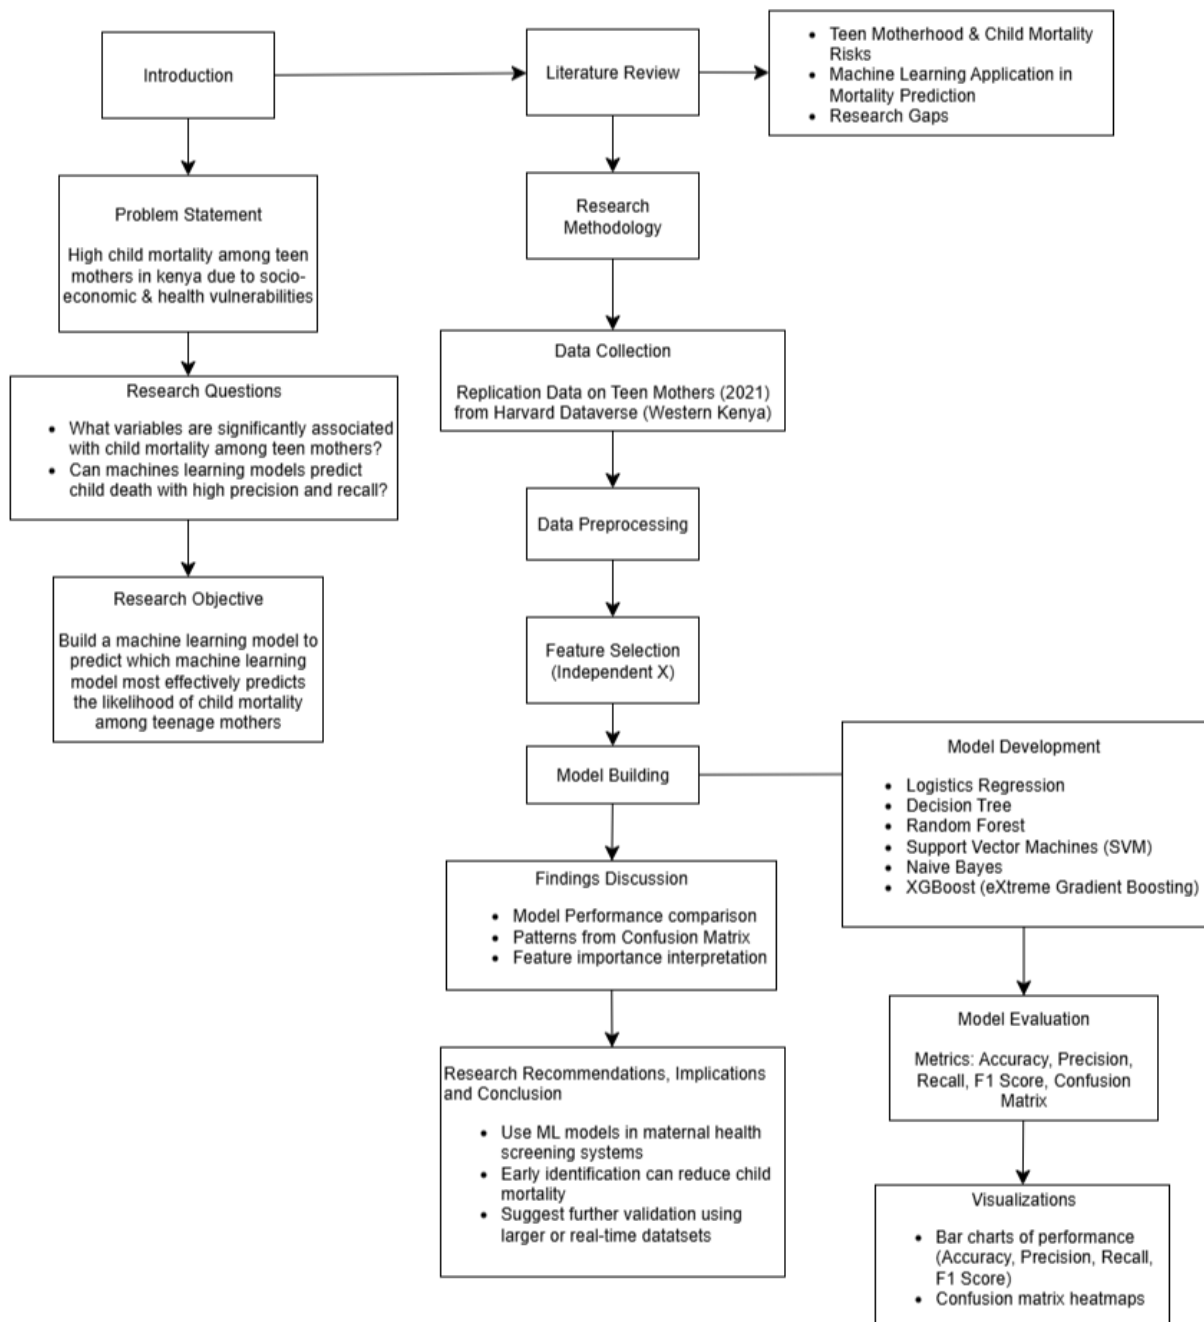 Introduction
Literature Review
• Teen Motherhood & Child Mortality
Risks
• Machine Learning Application in
Mortality Prediction
• Research Gaps
Problem Statement
High child mortality among teen
mothers in kenya due to socio-
economic & health vulnerabilities
Research Questions
• What variables are significantly associated
with child mortality among teen mothers?
• Can machines learning models predict
child death with high precision and recall?
Research Objective
Build a machine learning model to
predict which machine learning
model most effectively predicts
the likelihood of child mortality
among teenage mothers
Research
Methodology
Data Collection
Replication Data on Teen Mothers (2021)
from Harvard Dataverse (Western Kenya)
Data Preprocessing
Feature Selection
(Independent X)
Model Building
Model Development
• Logistics Regression
• Decision Tree
• Random Forest
• Support Vector Machines (SVM)
• Naive Bayes
• XGBoost (eXtreme Gradient Boosting)
Model Evaluation
Metrics: Accuracy, Precision,
Recall, F1 Score, Confusion
Matrix
Visualizations
• Bar charts of performance
(Accuracy, Precision, Recall,
F1 Score)
• Confusion matrix heatmaps
Findings Discussion
• Model Performance comparison
• Patterns from Confusion Matrix
• Feature importance interpretation
Research Recommendations, Implications
and Conclusion
• Use ML models in maternal health
screening systems
• Early identification can reduce child
mortality
• Suggest further validation using
larger or real-time datatsets